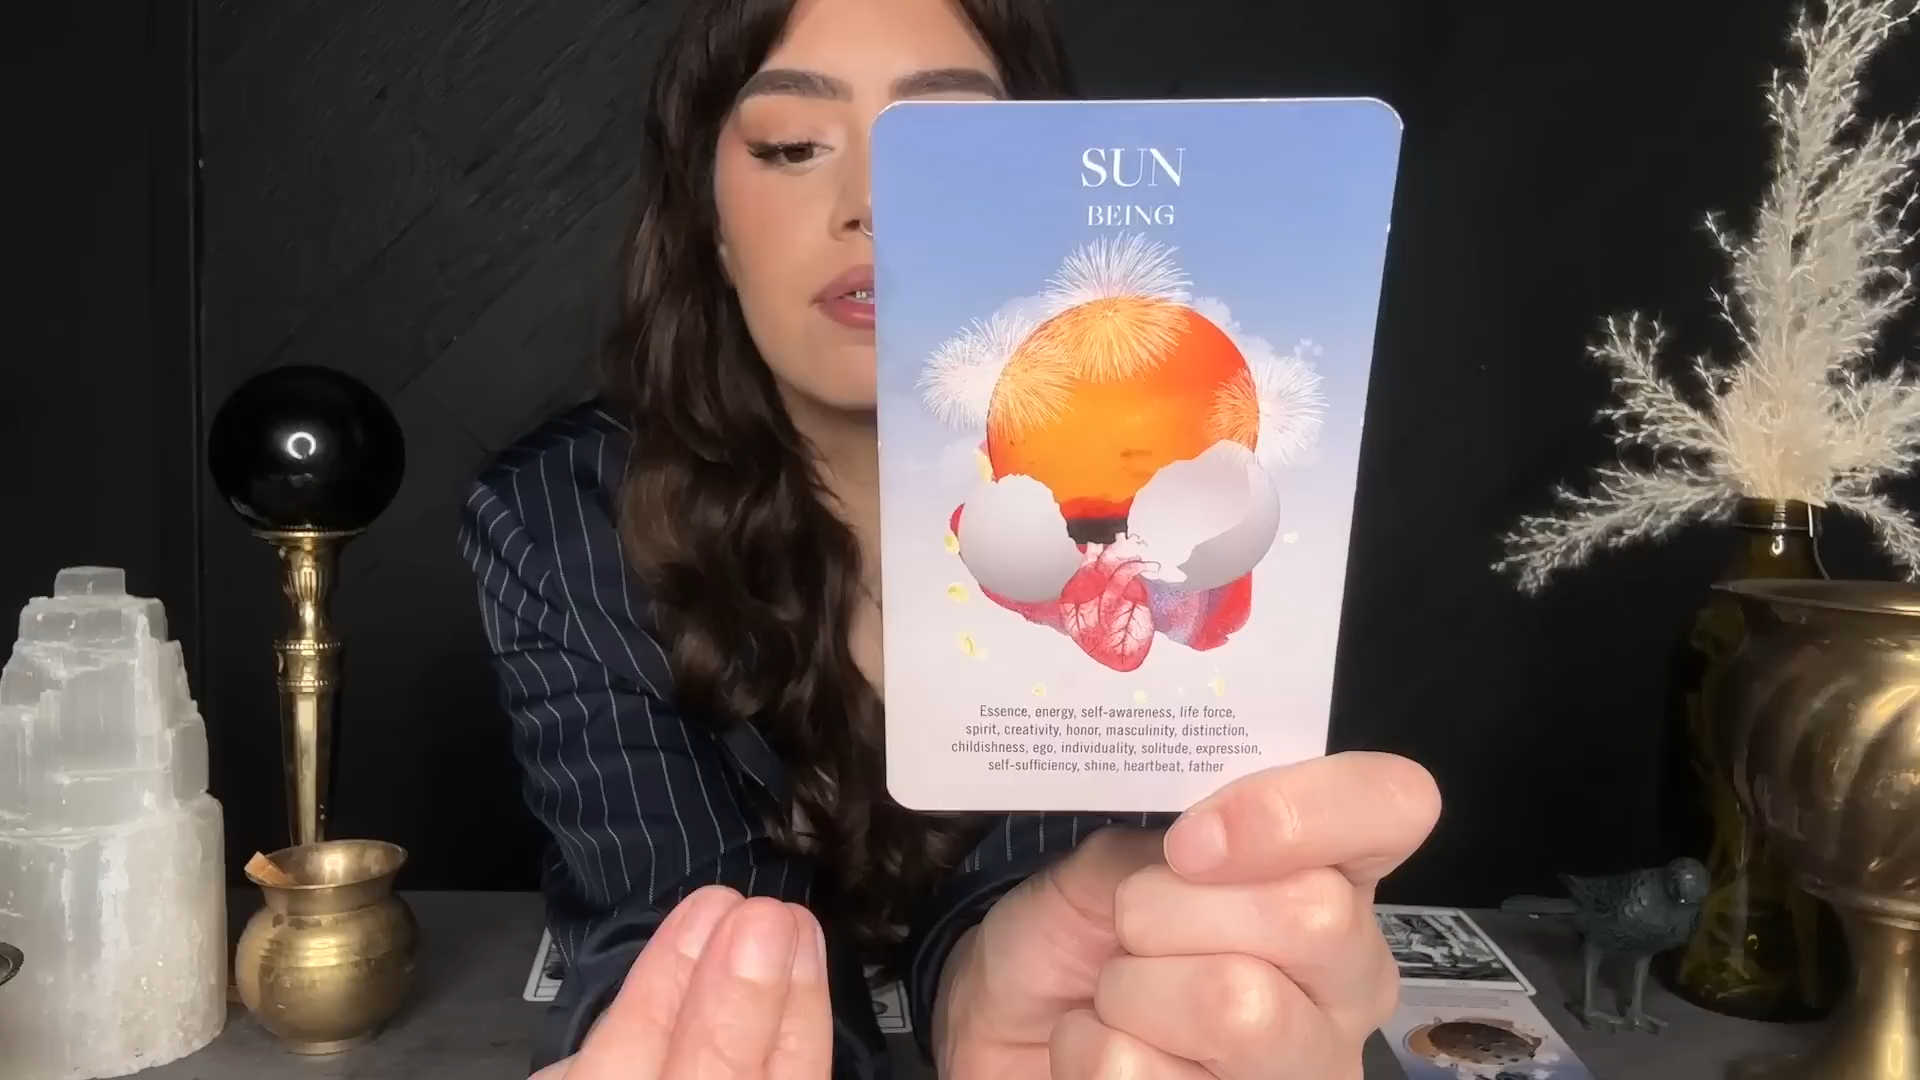 SUN
BEING
Essence, energy, self-awareness, life force,
spirit, creativity, honor, masculinity, distinction,
childishness, ego, individuality, solitude, expression,
self-sufficiency, shine, heartbeat, father